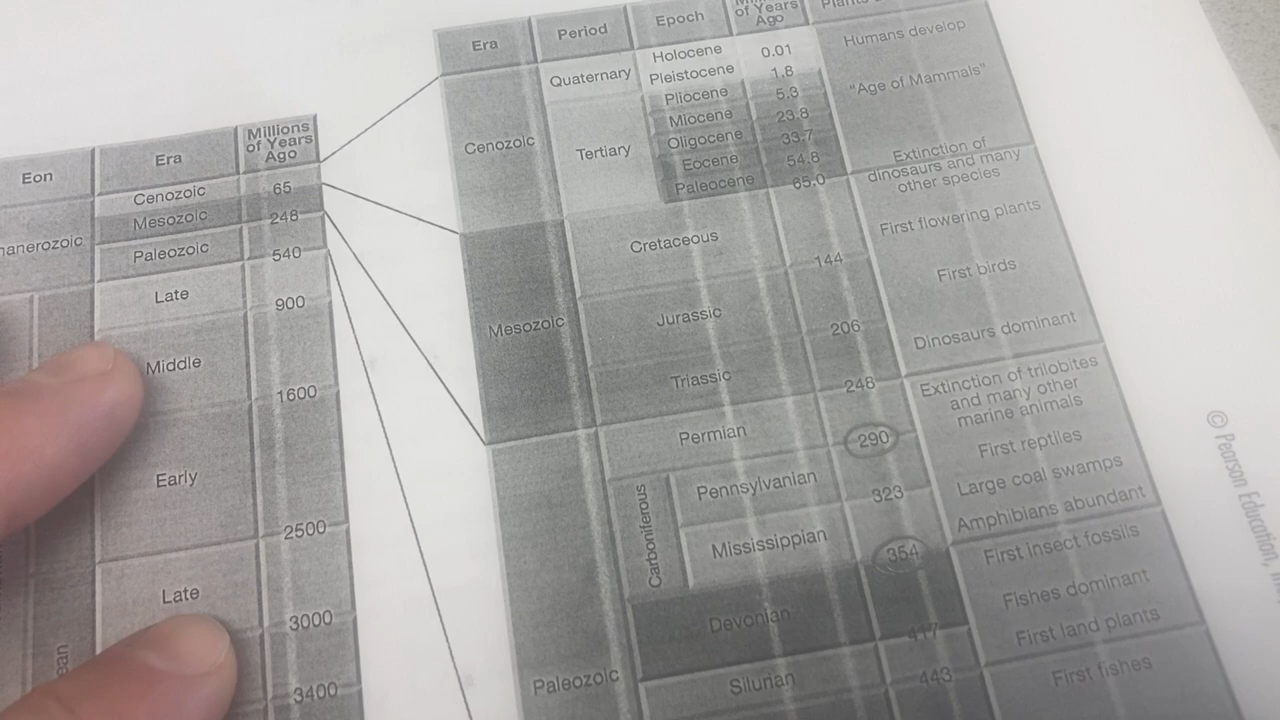 Eon
Era
Millions
of Years
Ago
Cenozoic
65
Mesozoic
248
Paleozoic
540
Late
900
Middle
1600
Early
2500
Late
3000
3400
Era
Period
Epoch
of Years
Ago
Cenozoic
Quaternary
Holocene
0.01
Pleistocene
1.8
Tertiary
Pliocene
5.3
Miocene
23.8
Oligocene
33.7
Eocene
54.8
Paleocene
65.0
Humans develop
"Age of Mammals"
Extinction of
dinosaurs and many
other species
Mesozoic
Cretaceous
144
First flowering plants
Jurassic
206
First birds
Triassic
248
Dinosaurs dominant
Paleozoic
Permian
290
Extinction of trilobites
and many other
marine animals
First reptiles
Carboniferous
Pennsylvanian
323
Large coal swamps
Mississippian
354
Amphibians abundant
Devonian
417
First insect fossils
Fishes dominant
First land plants
Silurian
443
First fishes
© Pearson Education,